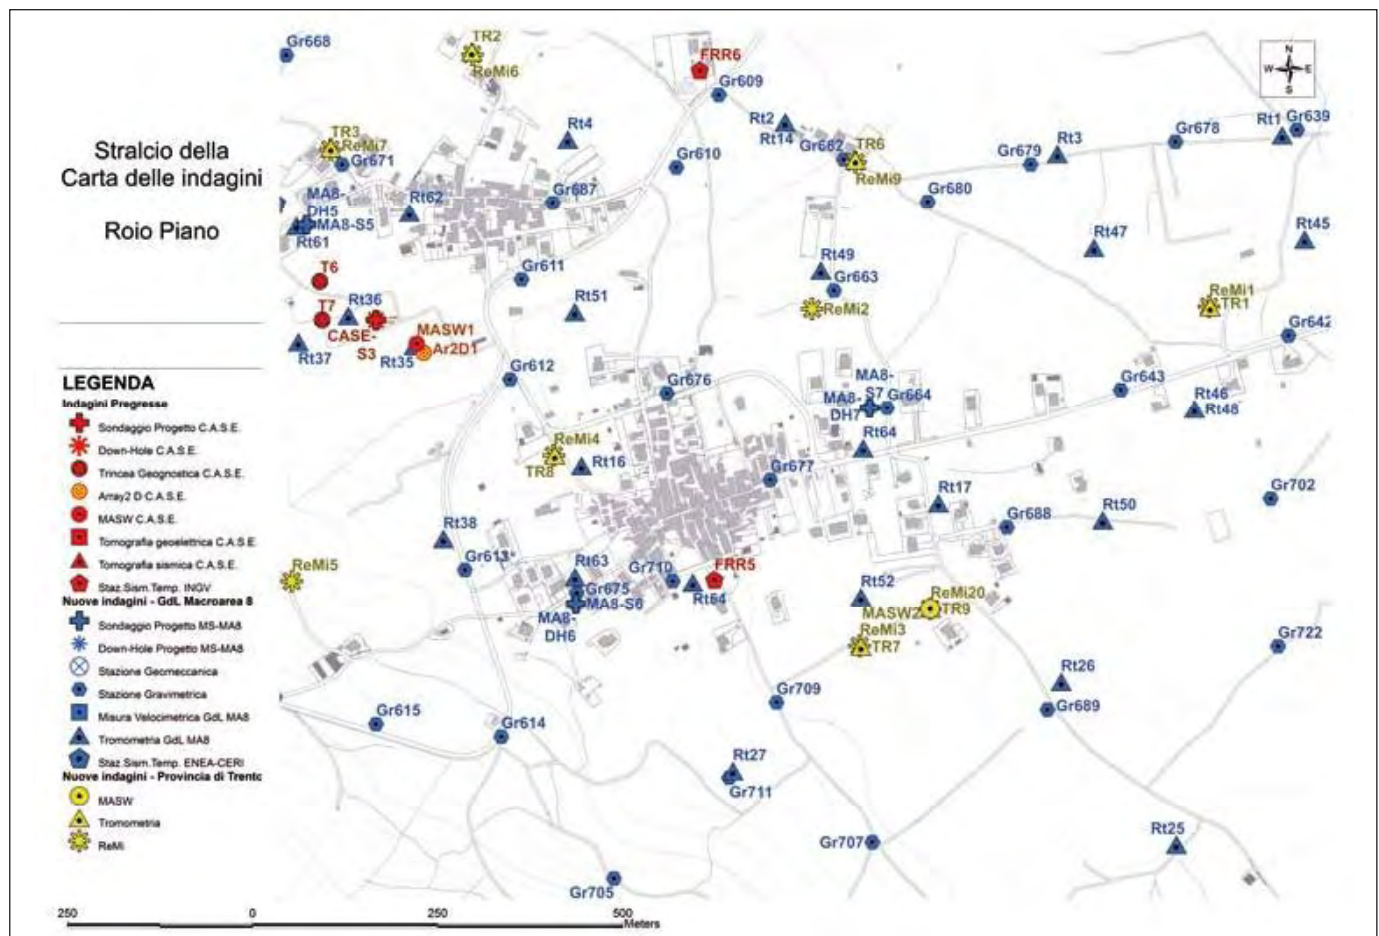 Stralcio della
Carta delle indagini
Roio Piano
LEGENDA
Indagini Pregresse
Sondaggio Progetto C.A.S.E.
Down-Hole C.A.S.E.
Trincea Geognostica C.A.S.E.
Array2 D C.A.S.E.
MASW C.A.S.E.
Tomografia geoelettrica C.A.S.E.
Tomografia sismica C.A.S.E.
Staz.Sism.Temp. INGV
Nuove indagini - GdL Macroarea 8
Sondaggio Progetto MS-MA8
Down-Hole Progetto MS-MA8
Stazione Geomeccanica
Stazione Gravimetrica
Misura Velocimetrica GdL MA8
Tromometria GdL MA8
Staz.Sism.Temp. ENEA-CERI
Nuove indagini - Provincia di Trento
MASW
Tromometria
ReMi
250 0 250 500
Meters
N
W E
S
Gr668
TR2
ReMi6
FRR6
Gr609
TR3
ReMi7
Gr671
Rt4
Rt2
Rt14
Gr662
TR6
ReMi9
Gr610
Gr679
Rt3
Gr678
Rt1
Gr639
MA8-
DH5
MA8-S5
Rt61
Rt62
Gr687
Gr680
Rt47
Rt45
T6
Gr611
Rt49
Gr663
T7
Rt36
CASE-
S3
MASW1
Ar2D1
Rt35
Rt37
Rt51
ReMi2
ReMi1
TR1
Gr642
Gr612
Gr676
MA8-
S7
MA8-
DH7
Gr664
Gr643
Rt46
Rt48
ReMi4
TR8
Rt16
Rt64
Gr677
Rt17
Gr688
Rt50
Gr702
Rt38
Gr613
ReMi5
Rt63
Gr675
MA8-S6
MA8-
DH6
Gr710
Rt64
FRR5
Rt52
MASW2
ReMi20
TR9
ReMi3
TR7
Gr722
Rt26
Gr689
Gr709
Gr615
Gr614
Rt27
Gr711
Gr707
Rt25
Gr705